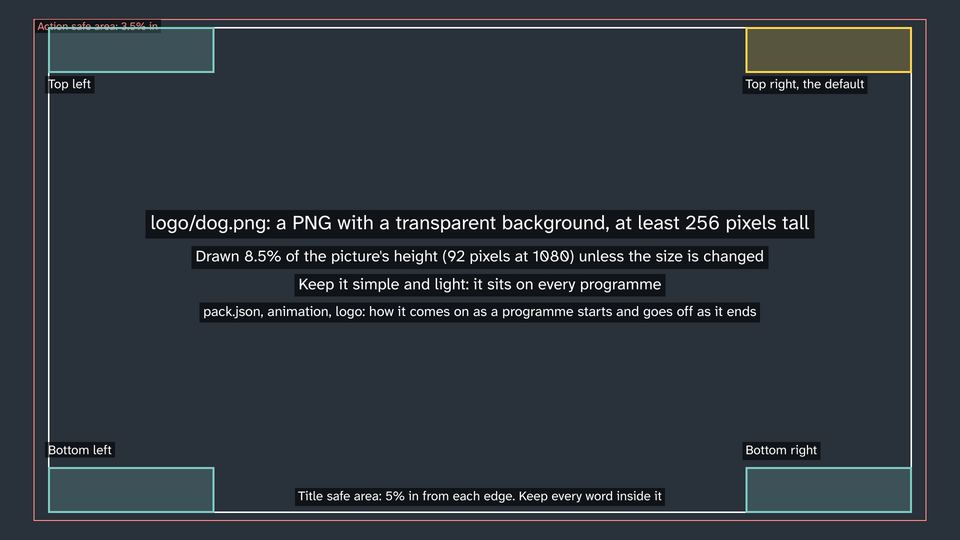 Action safe area: 3.5% in
Top left
Top right, the default
logo/dog.png: a PNG with a transparent background, at least 256 pixels tall
Drawn 8.5% of the picture's height (92 pixels at 1080) unless the size is changed
Keep it simple and light: it sits on every programme
pack.json, animation, logo: how it comes on as a programme starts and goes off as it ends
Bottom left
Bottom right
Title safe area: 5% in from each edge. Keep every word inside it